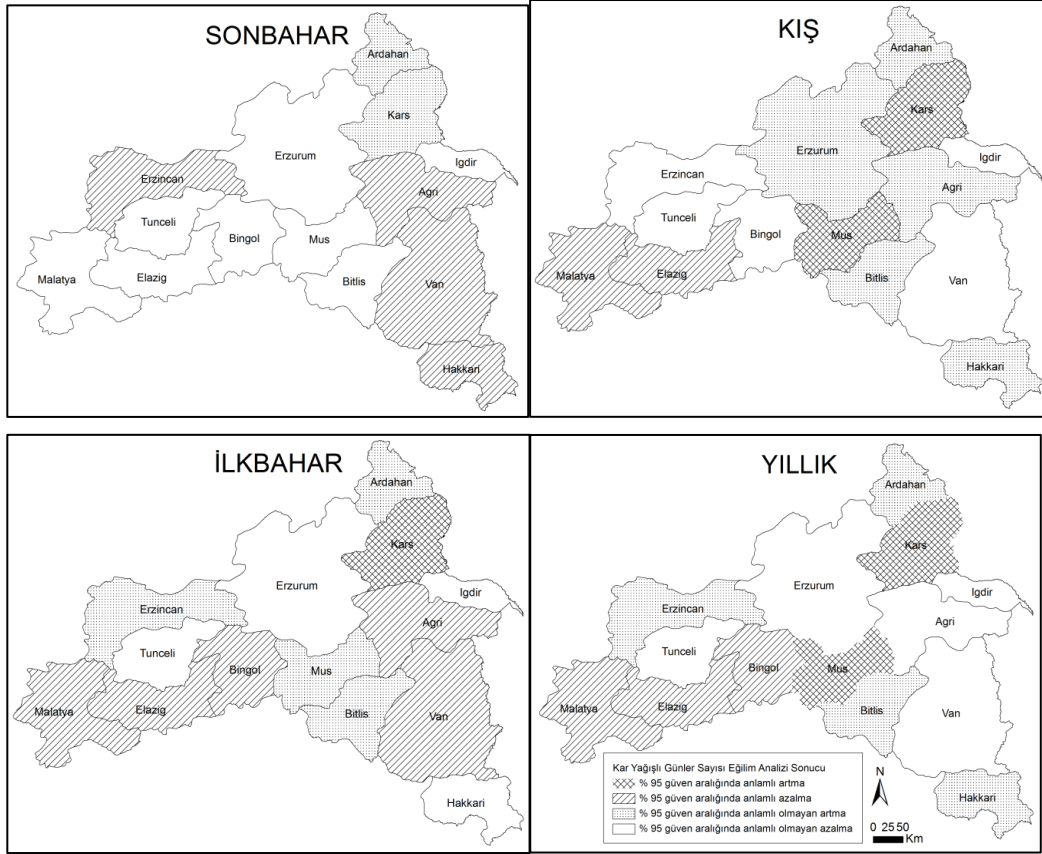 SONBAHAR
Ardahan
Kars
Erzurum
Igdir
Erzincan
Agri
Tunceli
Bingol
Mus
Malatya
Elazig
Bitlis
Van
Hakkari
KIŞ
Ardahan
Kars
Erzurum
Igdir
Erzincan
Agri
Tunceli
Bingol
Mus
Malatya
Elazig
Bitlis
Van
Hakkari
İLKBAHAR
Ardahan
Kars
Erzurum
Igdir
Erzincan
Agri
Tunceli
Bingol
Mus
Malatya
Elazig
Bitlis
Van
Hakkari
YILLIK
Ardahan
Kars
Erzurum
Igdir
Erzincan
Agri
Tunceli
Bingol
Mus
Malatya
Elazig
Bitlis
Van
Hakkari
Kar Yağışlı Günler Sayısı Eğilim Analizi Sonucu
% 95 güven aralığında anlamlı artma
% 95 güven aralığında anlamlı azalma
% 95 güven aralığında anlamlı olmayan artma
% 95 güven aralığında anlamlı olmayan azalma
N
0 25 50
Km